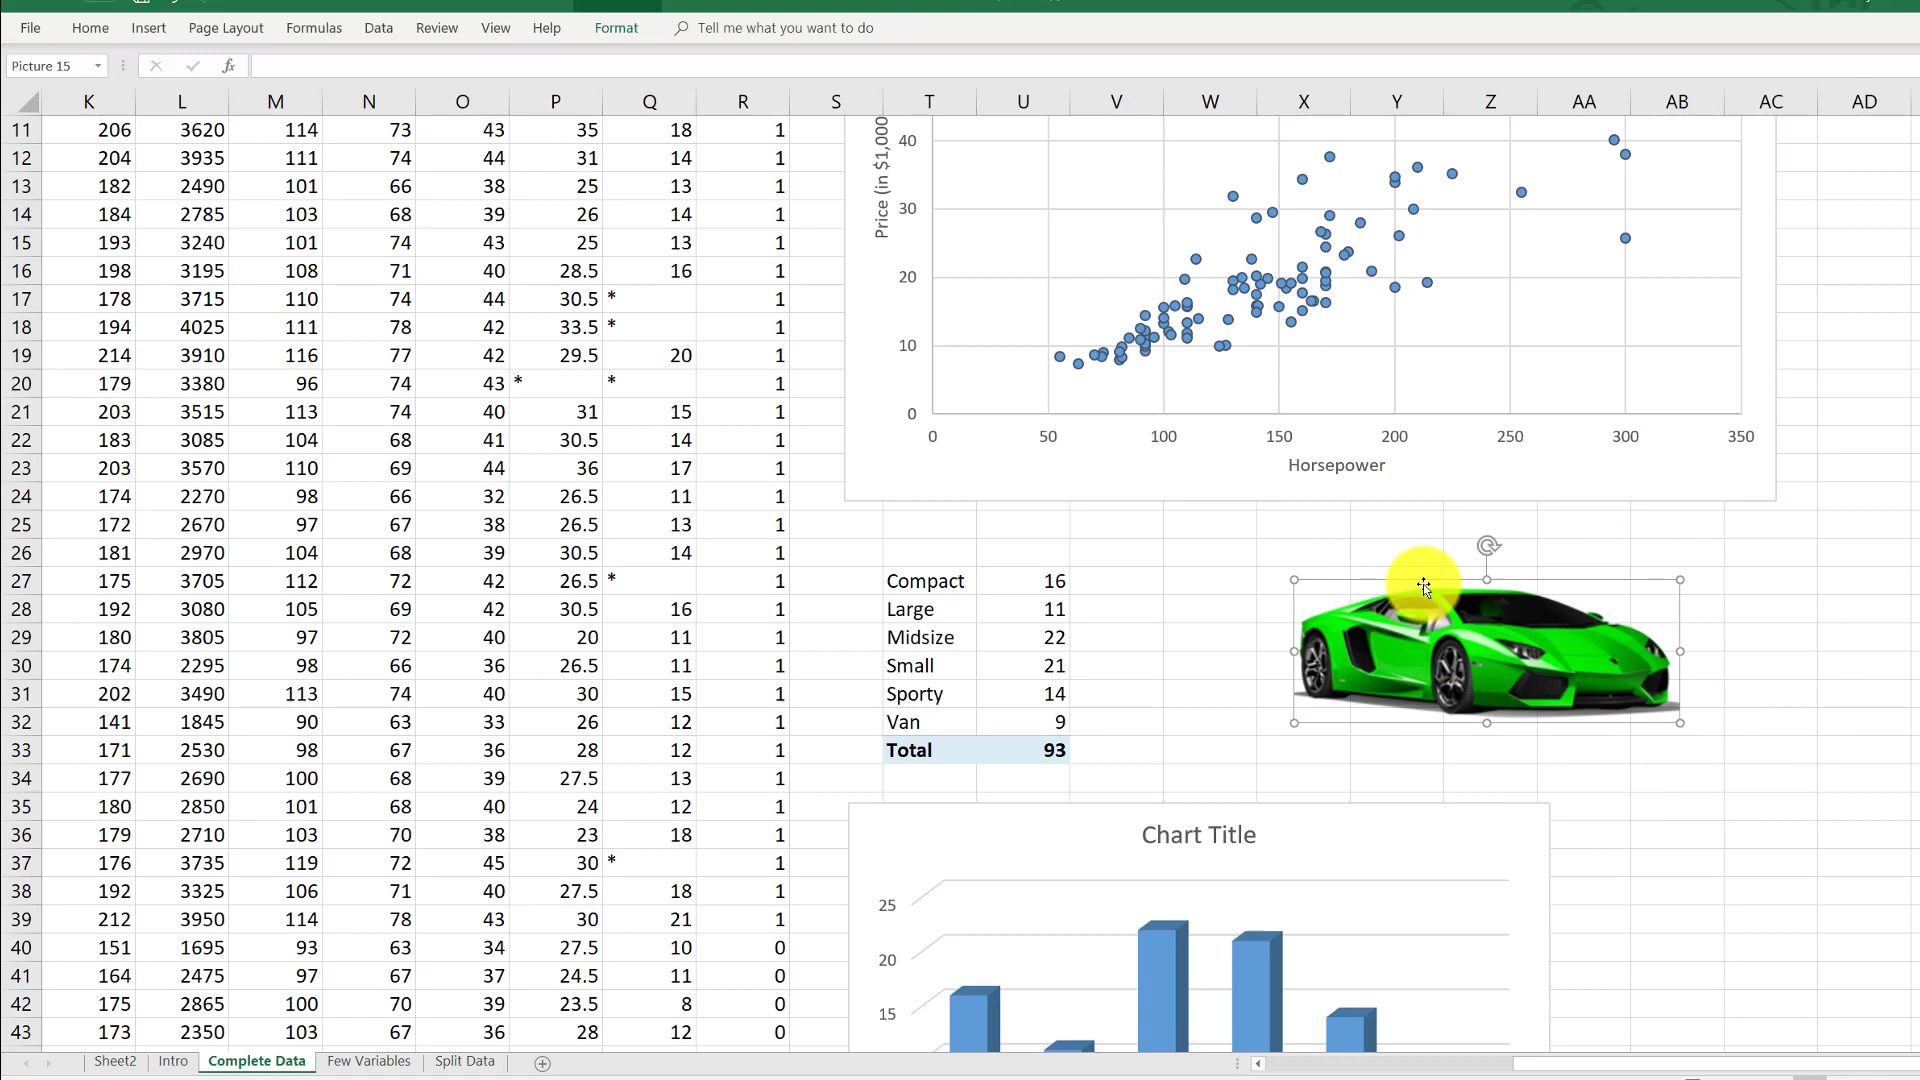 File Home Insert Page Layout Formulas Data Review View Help Format Tell me what you want to do
Picture 15 fx
K L M N O P Q R S T U V W X Y Z AA AB AC AD
11 206 3620 114 73 43 35 18 1
12 204 3935 111 74 44 31 14 1
13 182 2490 101 66 38 25 13 1
14 184 2785 103 68 39 26 14 1
15 193 3240 101 74 43 25 13 1
16 198 3195 108 71 40 28.5 16 1
17 178 3715 110 74 44 30.5 * 1
18 194 4025 111 78 42 33.5 * 1
19 214 3910 116 77 42 29.5 20 1
20 179 3380 96 74 43 * * 1
21 203 3515 113 74 40 31 15 1
22 183 3085 104 68 41 30.5 14 1
23 203 3570 110 69 44 36 17 1
24 174 2270 98 66 32 26.5 11 1
25 172 2670 97 67 38 26.5 13 1
26 181 2970 104 68 39 30.5 14 1
27 175 3705 112 72 42 26.5 * 1
28 192 3080 105 69 42 30.5 16 1
29 180 3805 97 72 40 20 11 1
30 174 2295 98 66 36 26.5 11 1
31 202 3490 113 74 40 30 15 1
32 141 1845 90 63 33 26 12 1
33 171 2530 98 67 36 28 12 1
34 177 2690 100 68 39 27.5 13 1
35 180 2850 101 68 40 24 12 1
36 179 2710 103 70 38 23 18 1
37 176 3735 119 72 45 30 * 1
38 192 3325 106 71 40 27.5 18 1
39 212 3950 114 78 43 30 21 1
40 151 1695 93 63 34 27.5 10 0
41 164 2475 97 67 37 24.5 11 0
42 175 2865 100 70 39 23.5 8 0
43 173 2350 103 67 36 28 12 0
Price (in $1,000
40
30
20
10
0
0 50 100 150 200 250 300 350
Horsepower
Compact 16
Large 11
Midsize 22
Small 21
Sporty 14
Van 9
Total 93
Chart Title
25
20
15
Sheet2 Intro Complete Data Few Variables Split Data